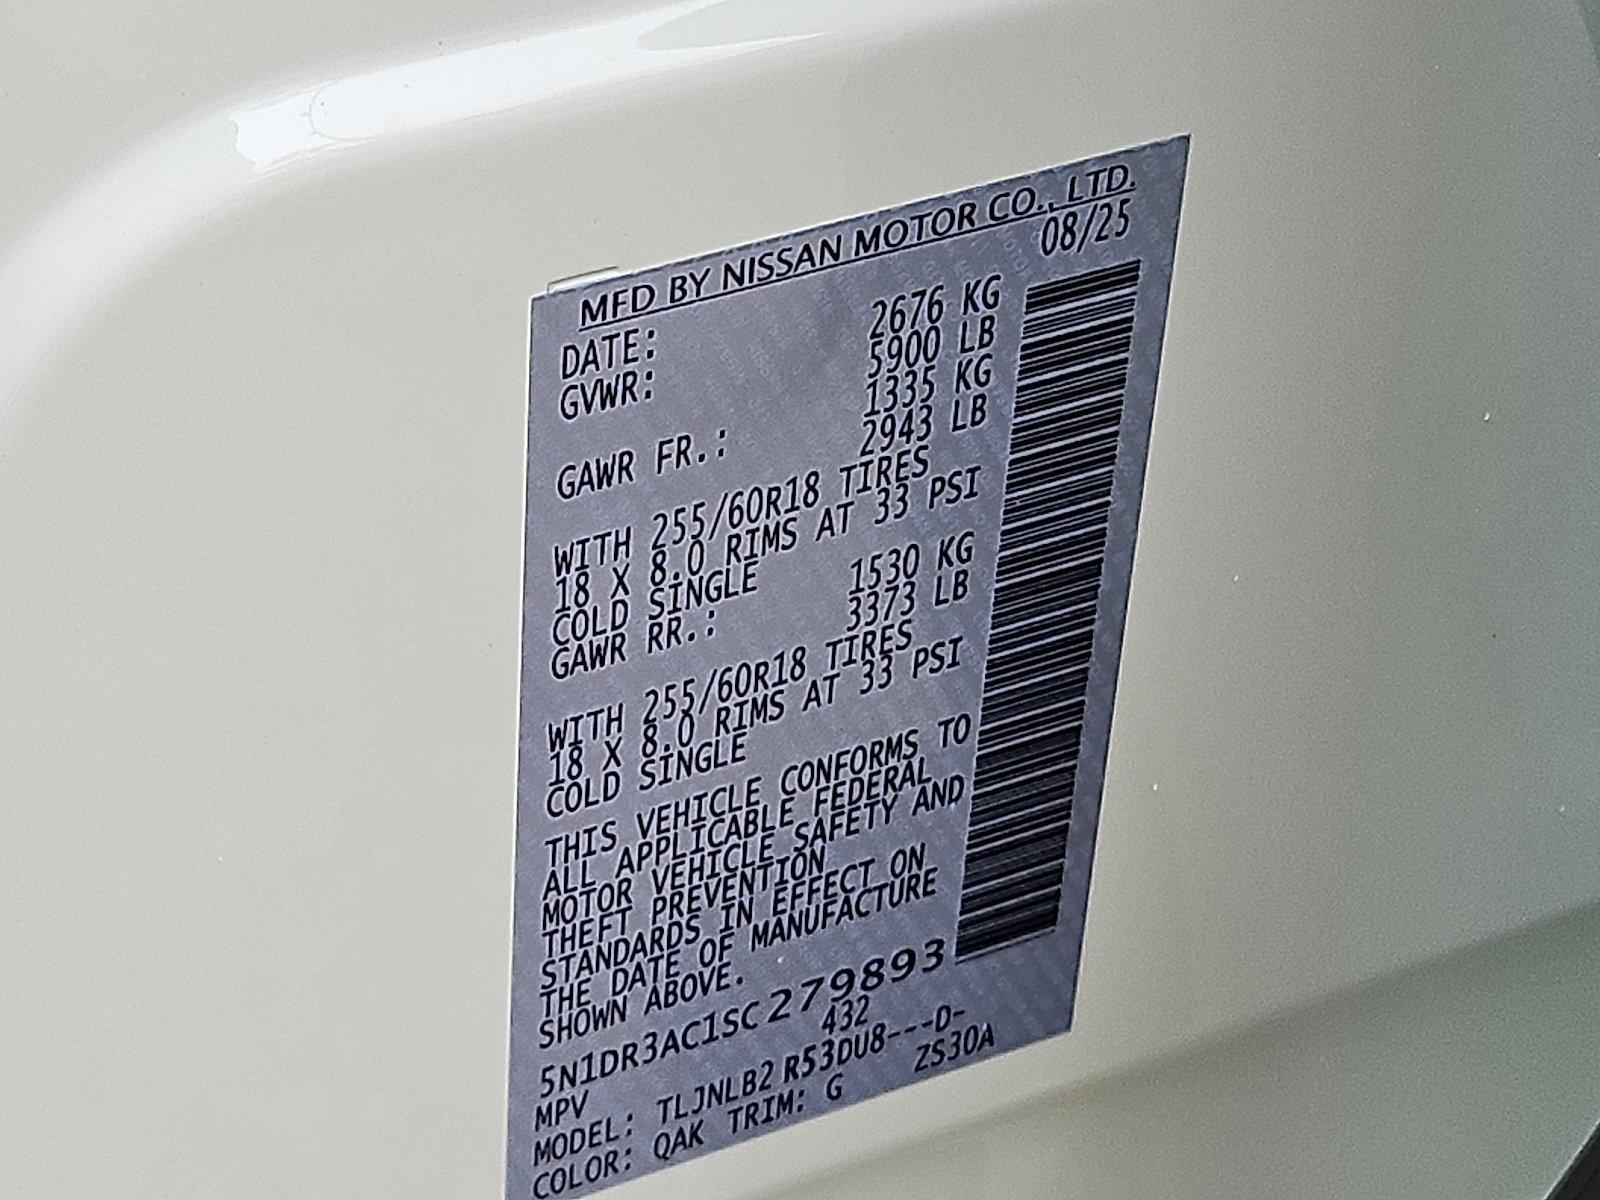 MFD BY NISSAN MOTOR CO., LTD.
DATE: 08/25
GVWR: 2676 KG
5900 LB
GAWR FR.: 1335 KG
2943 LB
WITH 255/60R18 TIRES
18 X 8.0 RIMS AT 33 PSI
COLD SINGLE
GAWR RR.: 1530 KG
3373 LB
WITH 255/60R18 TIRES
18 X 8.0 RIMS AT 33 PSI
COLD SINGLE
THIS VEHICLE CONFORMS TO
ALL APPLICABLE FEDERAL
MOTOR VEHICLE SAFETY AND
THEFT PREVENTION
STANDARDS IN EFFECT ON
THE DATE OF MANUFACTURE
SHOWN ABOVE.
5N1DR3AC1SC279893
MPV 432
MODEL: TLJNLB2 R53DU8---D-
COLOR: QAK TRIM: G ZS30A